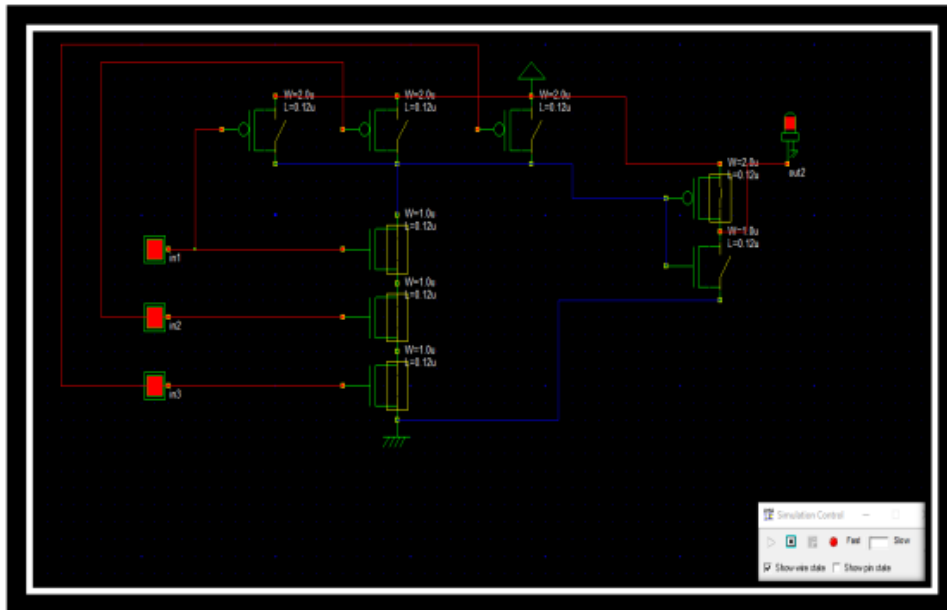 W=2.0u
L=0.12u
W=2.0u
L=0.12u
W=2.0u
L=0.12u
out2
W=2.0u
L=0.12u
W=1.0u
L=0.12u
W=1.0u
L=0.12u
in1
W=1.0u
L=0.12u
in2
W=1.0u
L=0.12u
in3
Simulation Control
Fast
Slow
Show wire state
Show pin state